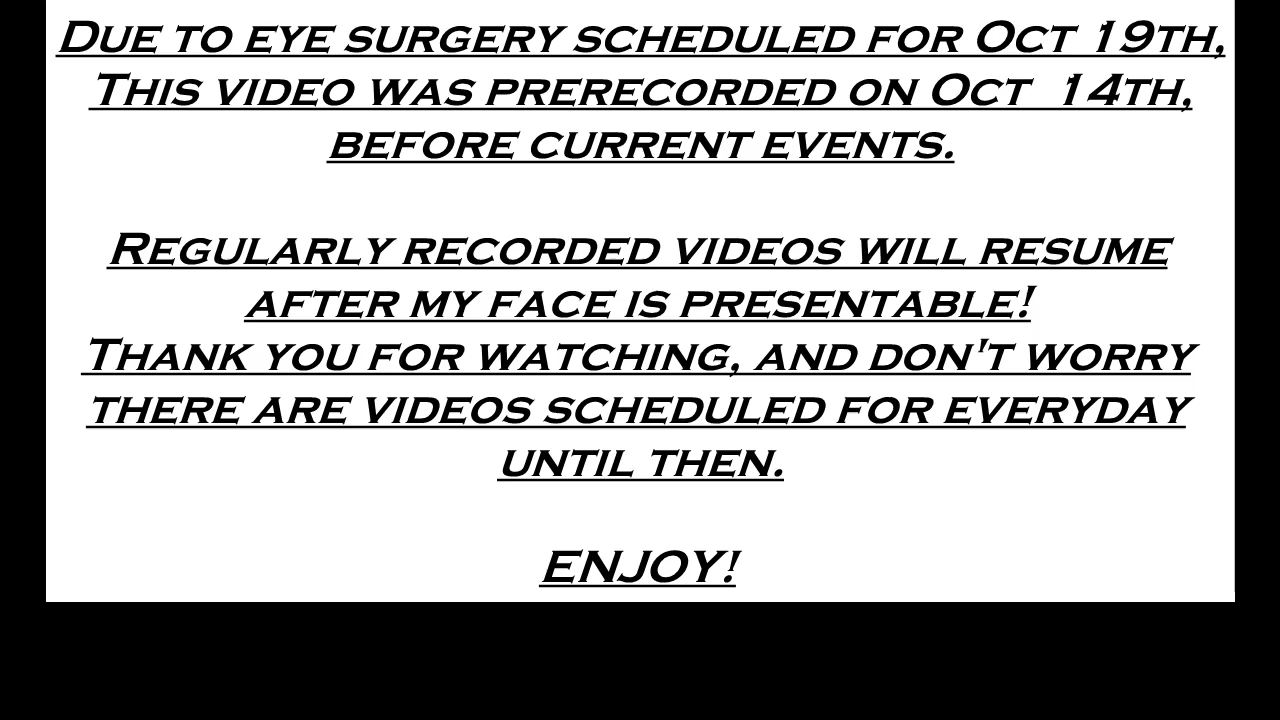 Due to eye surgery scheduled for Oct 19th,
This video was prerecorded on Oct  14th,
before current events.
Regularly recorded videos will resume
after my face is presentable!
Thank you for watching, and don't worry
there are videos scheduled for everyday
until then.
ENJOY!